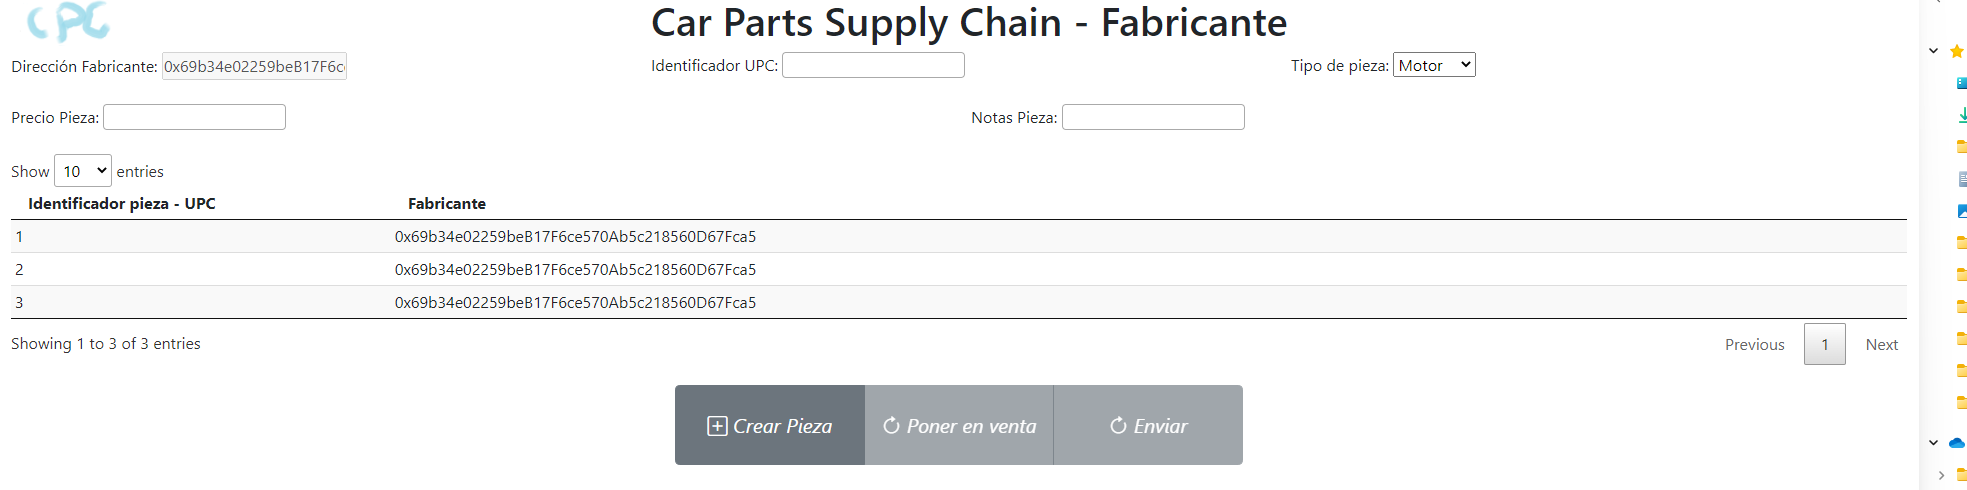 CPC
Car Parts Supply Chain - Fabricante
Dirección Fabricante: 0x69b34e02259beB17F6c
Identificador UPC:
Tipo de pieza: Motor
Precio Pieza:
Notas Pieza:
Show 10 entries
Identificador pieza - UPC Fabricante
1 0x69b34e02259beB17F6ce570Ab5c218560D67Fca5
2 0x69b34e02259beB17F6ce570Ab5c218560D67Fca5
3 0x69b34e02259beB17F6ce570Ab5c218560D67Fca5
Showing 1 to 3 of 3 entries
Previous 1 Next
Crear Pieza Poner en venta Enviar